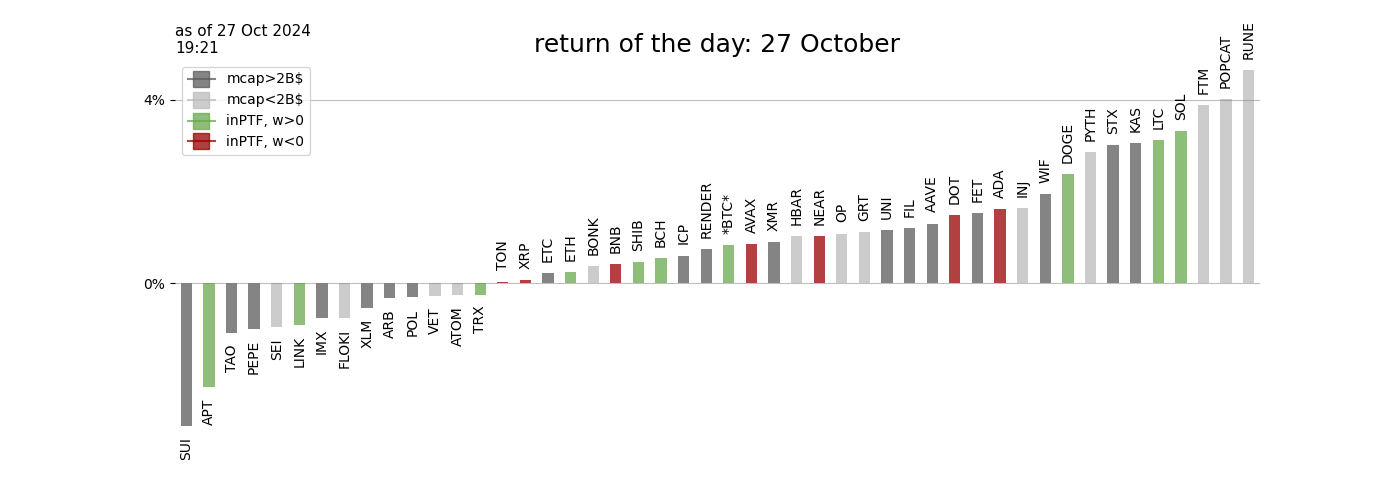 as of 27 Oct 2024
19:21
return of the day: 27 October
mcap>2B$
mcap<2B$
inPTF, w>0
inPTF, w<0
4%
0%
SUI
APT
TAO
PEPE
SEI
LINK
IMX
FLOKI
XLM
ARB
POL
VET
ATOM
TRX
TON
XRP
ETC
ETH
BONK
BNB
SHIB
BCH
ICP
RENDER
*BTC*
AVAX
XMR
HBAR
NEAR
OP
GRT
UNI
FIL
AAVE
DOT
FET
ADA
INJ
WIF
DOGE
PYTH
STX
KAS
LTC
SOL
FTM
POPCAT
RUNE